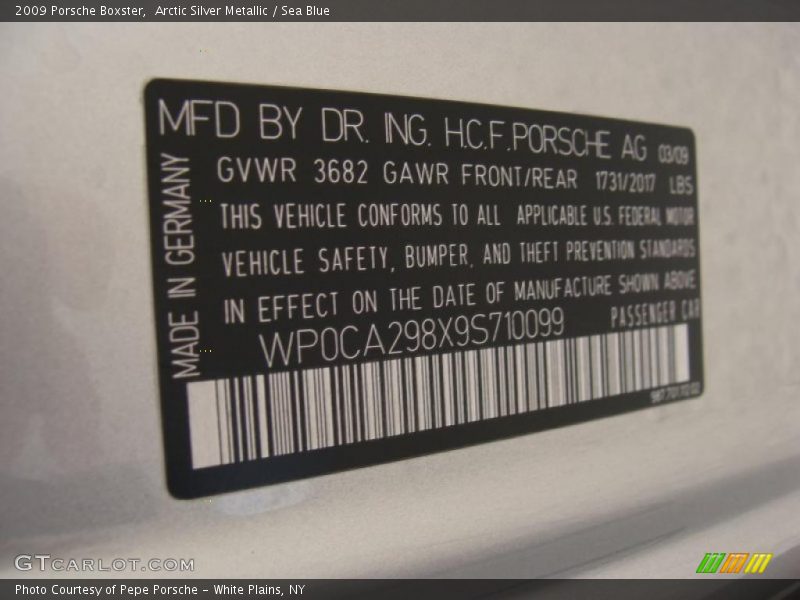 2009 Porsche Boxster,  Arctic Silver Metallic / Sea Blue
MFD BY DR. ING. H.C.F. PORSCHE AG 03/09
GVWR 3682 GAWR FRONT/REAR 1731/2017 LBS
THIS VEHICLE CONFORMS TO ALL APPLICABLE U.S. FEDERAL MOTOR
VEHICLE SAFETY, BUMPER, AND THEFT PREVENTION STANDARDS
IN EFFECT ON THE DATE OF MANUFACTURE SHOWN ABOVE
WP0CA298X9S710099 PASSENGER CAR
MADE IN GERMANY
GTCARLOT.COM
Photo Courtesy of Pepe Porsche - White Plains, NY